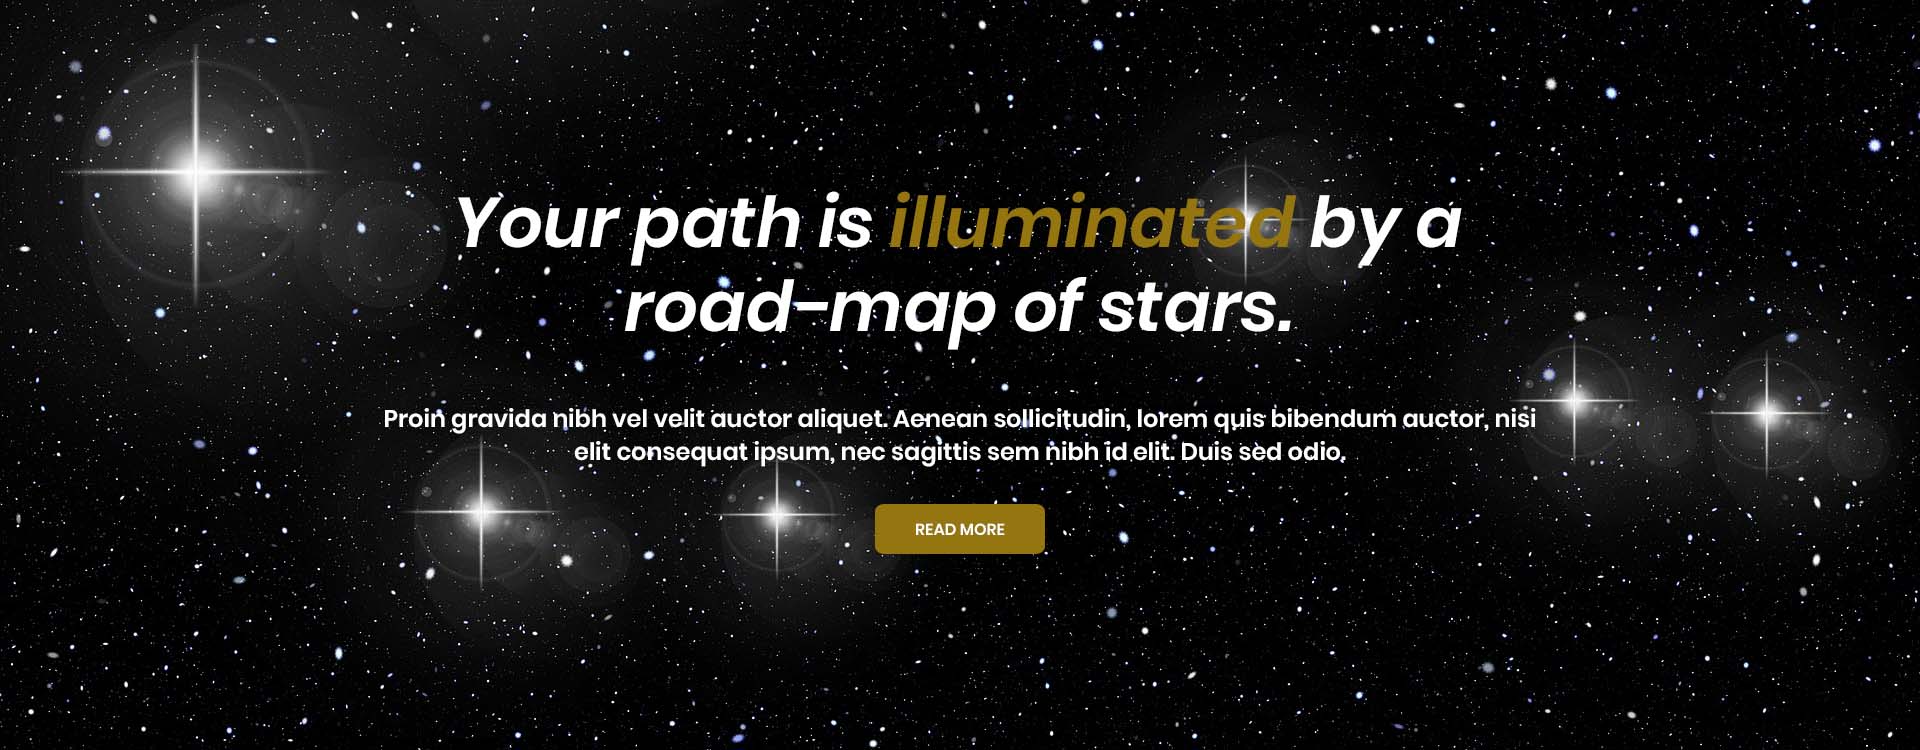 Your path is illuminated by a
road-map of stars.
Proin gravida nibh vel velit auctor aliquet. Aenean sollicitudin, lorem quis bibendum auctor, nisi
elit consequat ipsum, nec sagittis sem nibh id elit. Duis sed odio.
READ MORE